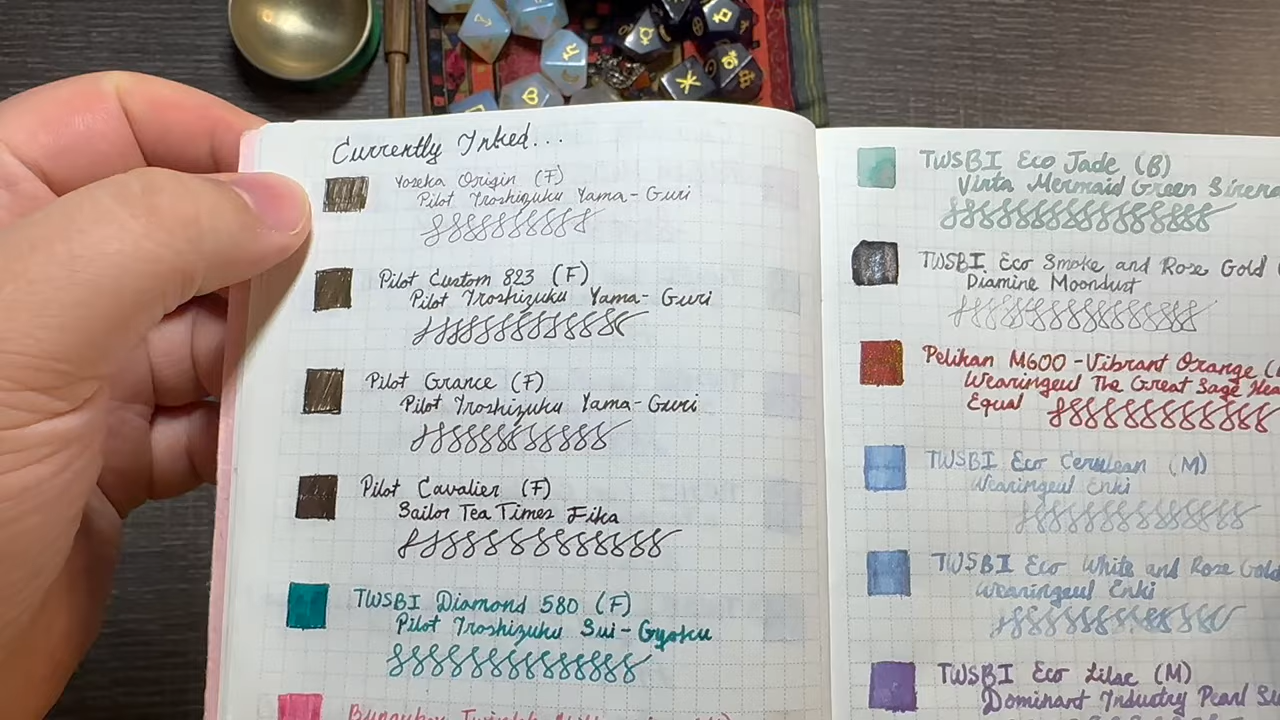 Currently Inked...
Yoseka Origin (F)
Pilot Iroshizuku Yama-Guri
Pilot Custom 823 (F)
Pilot Iroshizuku Yama-Guri
Pilot Grance (F)
Pilot Iroshizuku Yama-Guri
Pilot Cavalier (F)
Sailor Tea Times Fika
TWSBI Diamond 580 (F)
Pilot Iroshizuku Sui-Gyoku
TWSBI Eco Jade (B)
Vinta Mermaid Green Sirena
TWSBI Eco Smoke and Rose Gold (
Diamine Moondust
Pelikan M600 - Vibrant Orange (
Wearingeul The Great Sage Hea
Equal
TWSBI Eco Cerulean (M)
Wearingeul Enki
TWSBI Eco White and Rose Gold
Wearingeul Enki
TWSBI Eco Lilac (M)
Dominant Industry Pearl S